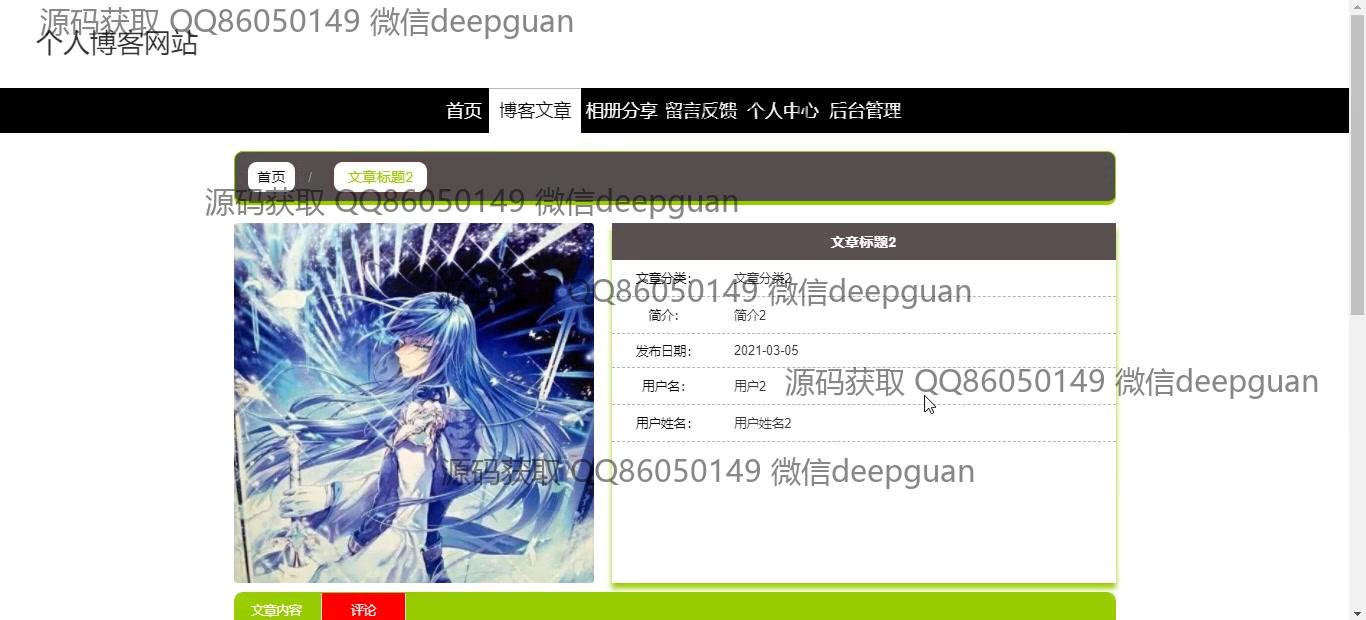 源码获取 QQ86050149 微信deepguan
个人博客网站
首页 博客文章 相册分享 留言反馈 个人中心 后台管理
首页 / 文章标题2
源码获取 QQ86050149 微信deepguan
文章标题2
文章分类： 文章分类2
源码获取 QQ86050149 微信deepguan
简介： 简介2
发布日期： 2021-03-05
用户名： 用户2
源码获取 QQ86050149 微信deepguan
用户姓名： 用户姓名2
源码获取 QQ86050149 微信deepguan
文章内容 评论